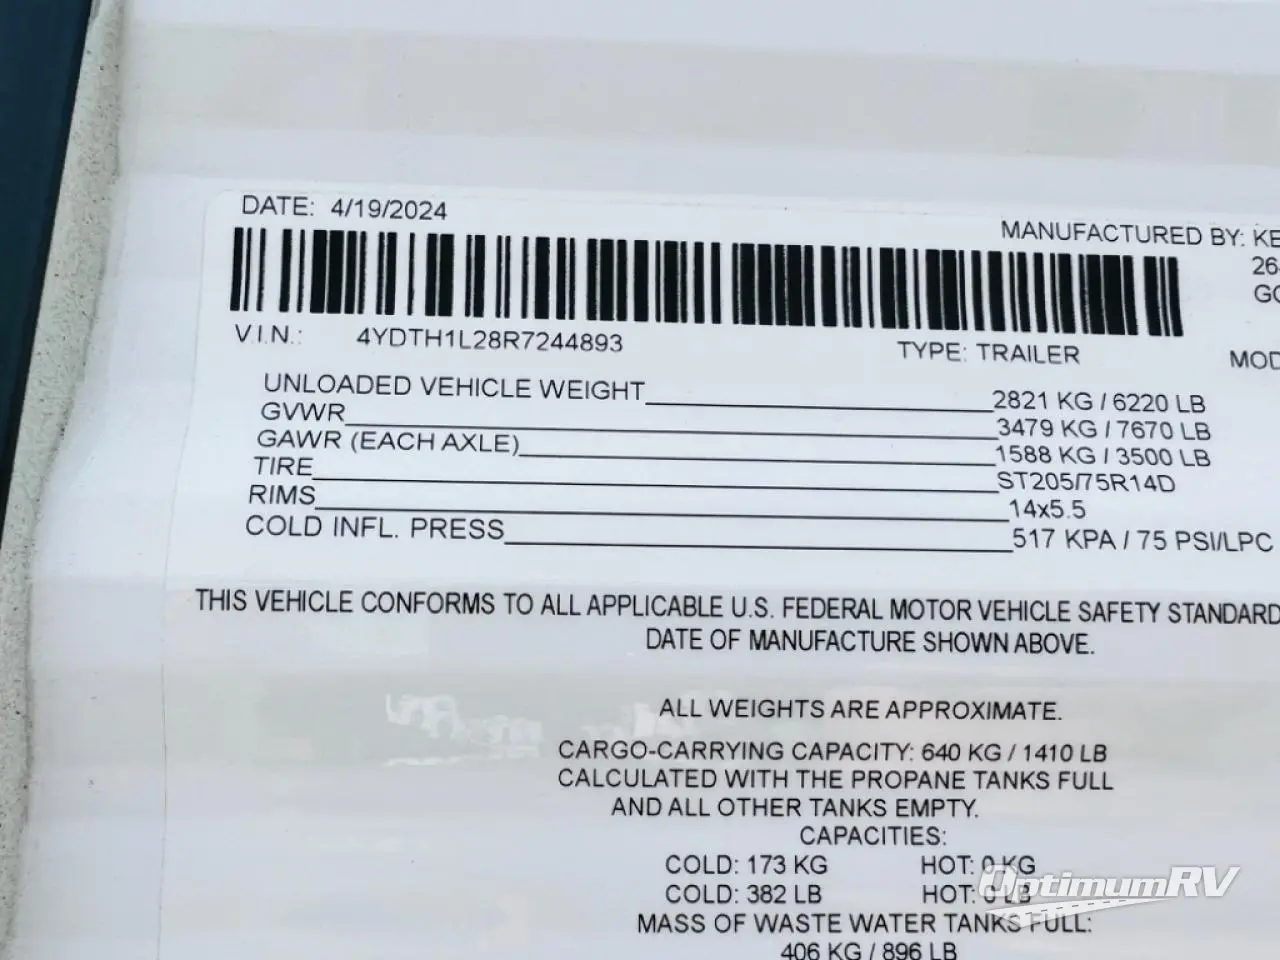 DATE: 4/19/2024
MANUFACTURED BY: KE
26
GO
V.I.N.: 4YDTH1L28R7244893
TYPE: TRAILER
MOD
UNLOADED VEHICLE WEIGHT 2821 KG / 6220 LB
GVWR 3479 KG / 7670 LB
GAWR (EACH AXLE) 1588 KG / 3500 LB
TIRE ST205/75R14D
RIMS 14x5.5
COLD INFL. PRESS 517 KPA / 75 PSI/LPC
THIS VEHICLE CONFORMS TO ALL APPLICABLE U.S. FEDERAL MOTOR VEHICLE SAFETY STANDARD
DATE OF MANUFACTURE SHOWN ABOVE.
ALL WEIGHTS ARE APPROXIMATE.
CARGO-CARRYING CAPACITY: 640 KG / 1410 LB
CALCULATED WITH THE PROPANE TANKS FULL
AND ALL OTHER TANKS EMPTY.
CAPACITIES:
COLD: 173 KG HOT: 0 KG
COLD: 382 LB HOT: 0 LB
OptimumRV
MASS OF WASTE WATER TANKS FULL:
406 KG / 896 LB